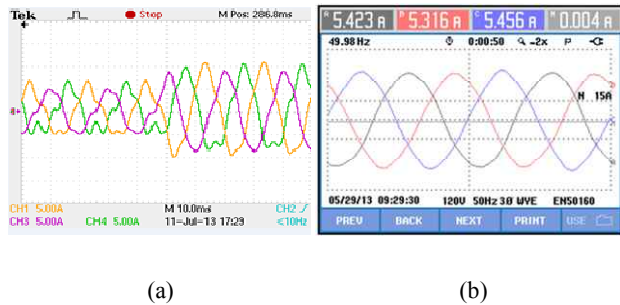 Tek Stop M Pos: 286.8ms
CH1 5.00A M 10.0ms CH2
CH3 5.00A CH4 5.00A 11-Jul-13 17:29 <10Hz
5.423 A 5.316 A 5.456 A 0.004 A
49.98 Hz 0:00:50 -2x P
N 15A
05/29/13 09:29:30 120V 50Hz 3Ø WYE EN50160
PREV BACK NEXT PRINT USE
(a) (b)